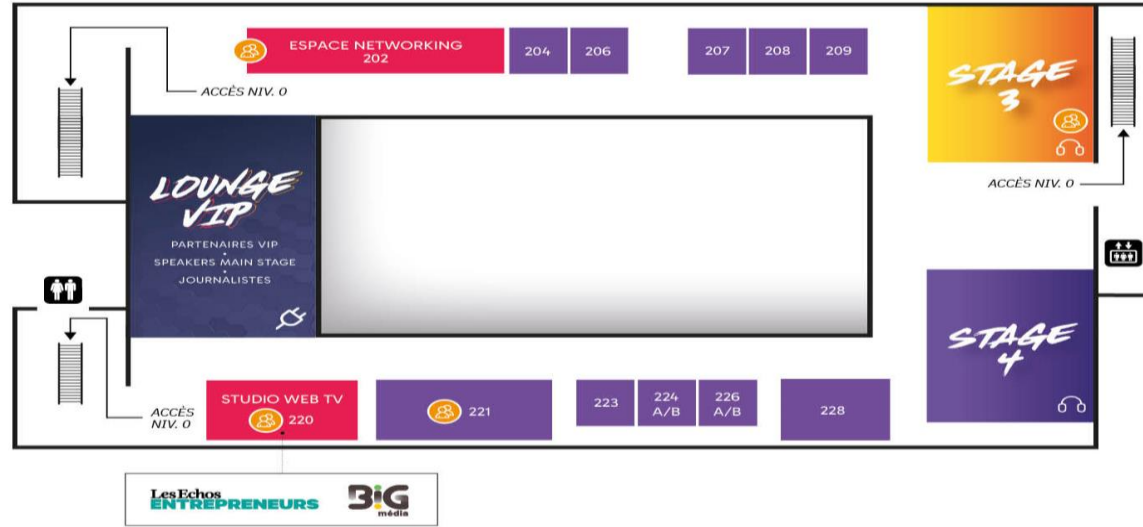 ESPACE NETWORKING
202
204
206
207
208
209
STAGE
3
ACCÈS NIV. 0
ACCÈS NIV. 0
LOUNGE
VIP
PARTENAIRES VIP
•
SPEAKERS MAIN STAGE
•
JOURNALISTES
STAGE
4
STUDIO WEB TV
220
221
223
224
A/B
226
A/B
228
ACCÈS
NIV. 0
Les Echos
ENTREPRENEURS
BiG
média